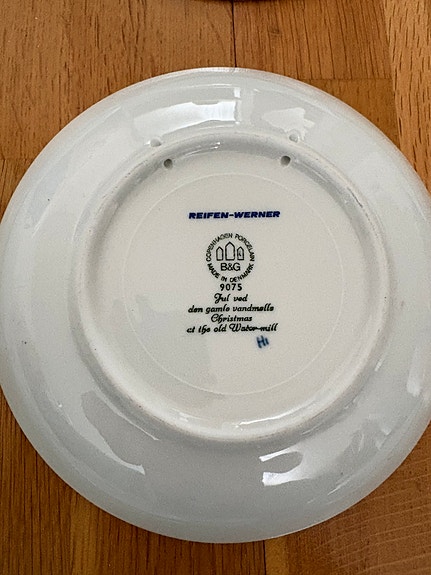 REIFEN-WERNER
COPENHAGEN PORCELAIN
B&G
MADE IN DENMARK
9075
Jul ved
den gamle vandmølle
Christmas
at the old Water-mill